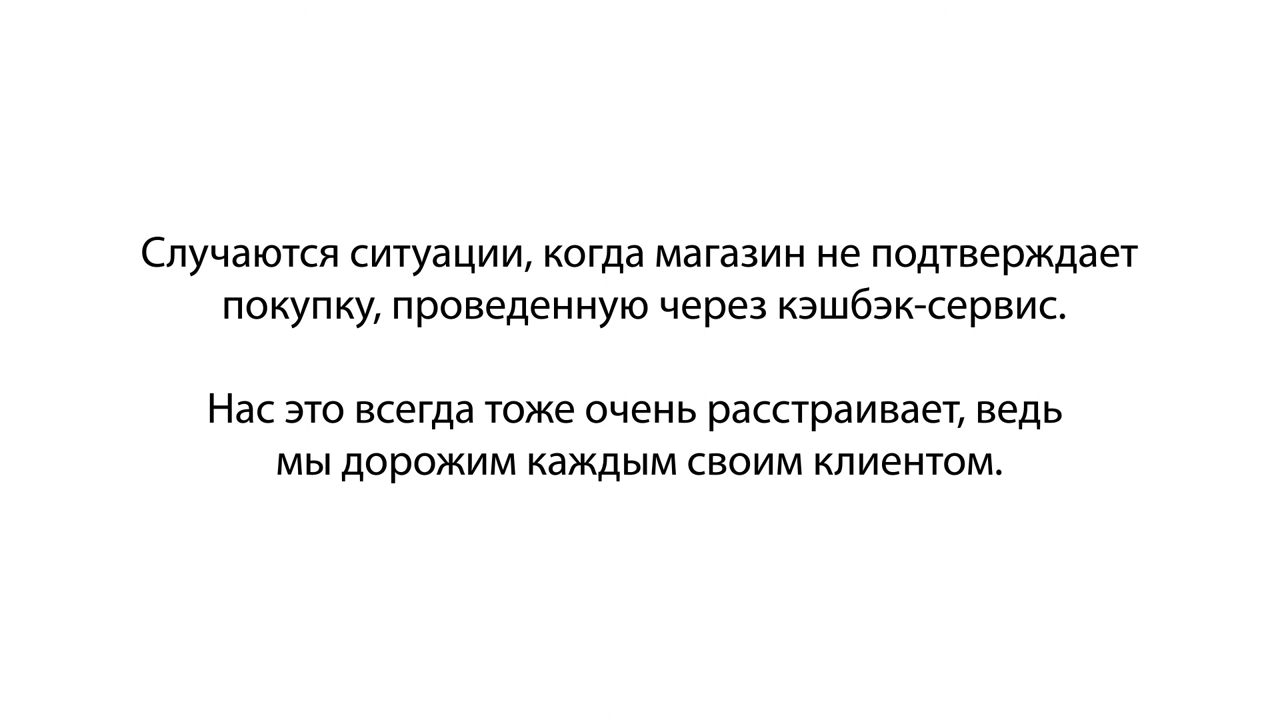 Случаются ситуации, когда магазин не подтверждает
покупку, проведенную через кэшбэк-сервис.
Нас это всегда тоже очень расстраивает, ведь
мы дорожим каждым своим клиентом.